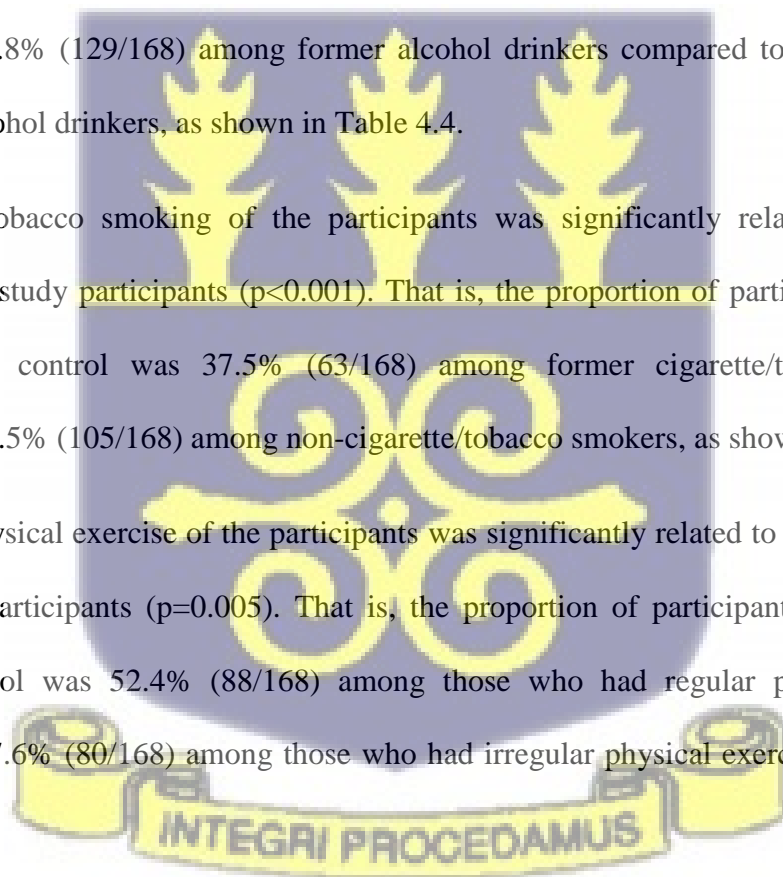 .8% (129/168) among former alcohol drinkers compared to
ohol drinkers, as shown in Table 4.4.
obacco smoking of the participants was significantly rela
study participants (p<0.001). That is, the proportion of parti
control was 37.5% (63/168) among former cigarette/t
.5% (105/168) among non-cigarette/tobacco smokers, as show
ysical exercise of the participants was significantly related to
articipants (p=0.005). That is, the proportion of participant
ol was 52.4% (88/168) among those who had regular p
7.6% (80/168) among those who had irregular physical exerc
INTEGRI PROCEDAMUS